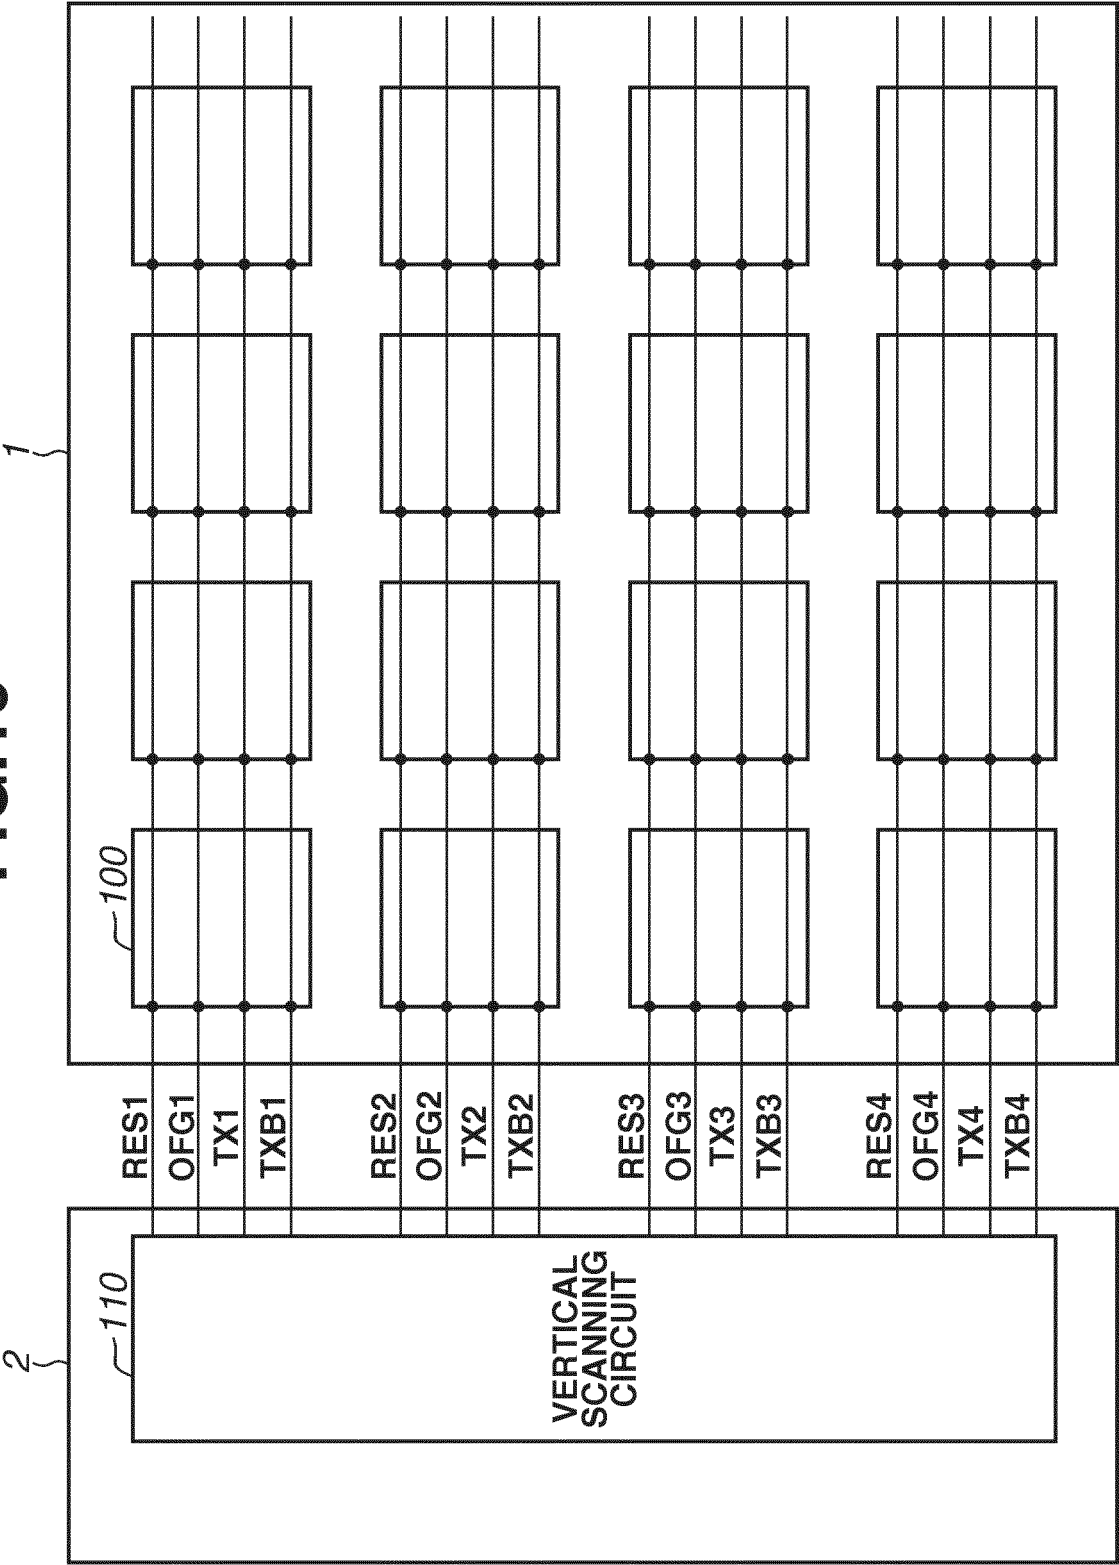 1
100
RES1
OFG1
TX1
TXB1
RES2
OFG2
TX2
TXB2
RES3
OFG3
TX3
TXB3
RES4
OFG4
TX4
TXB4
2
110
VERTICAL
SCANNING
CIRCUIT